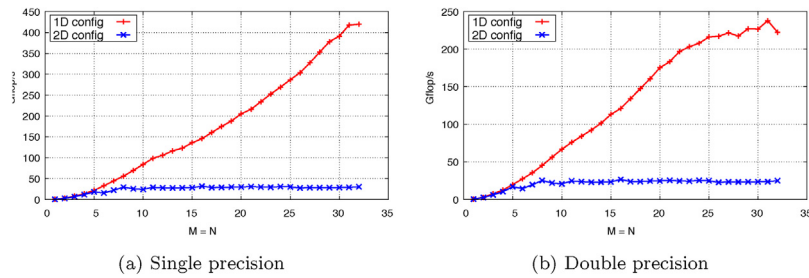 1D config
2D config
450
400
350
300
250
200
150
100
50
0
0 5 10 15 20 25 30 35
M = N
(a) Single precision
1D config
2D config
Gflop/s
250
200
150
100
50
0
0 5 10 15 20 25 30 35
M = N
(b) Double precision